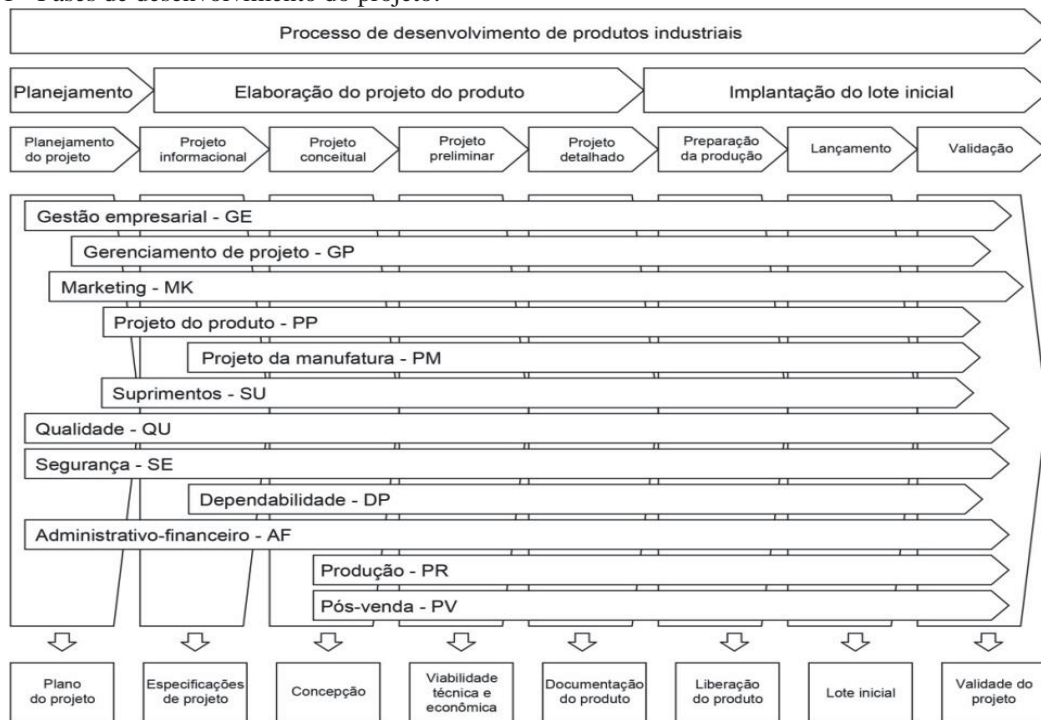 1 Fases de desenvolvimento do projeto.
Processo de desenvolvimento de produtos industriais
Planejamento
Elaboração do projeto do produto
Implantação do lote inicial
Planejamento
do projeto
Projeto
informacional
Projeto
conceitual
Projeto
preliminar
Projeto
detalhado
Preparação
da produção
Lançamento
Validação
Gestão empresarial - GE
Gerenciamento de projeto - GP
Marketing - MK
Projeto do produto - PP
Projeto da manufatura - PM
Suprimentos - SU
Qualidade - QU
Segurança - SE
Dependabilidade - DP
Administrativo-financeiro - AF
Produção - PR
Pós-venda - PV
Plano
do projeto
Especificações
de projeto
Concepção
Viabilidade
técnica e
econômica
Documentação
do produto
Liberação
do produto
Lote inicial
Validade do
projeto